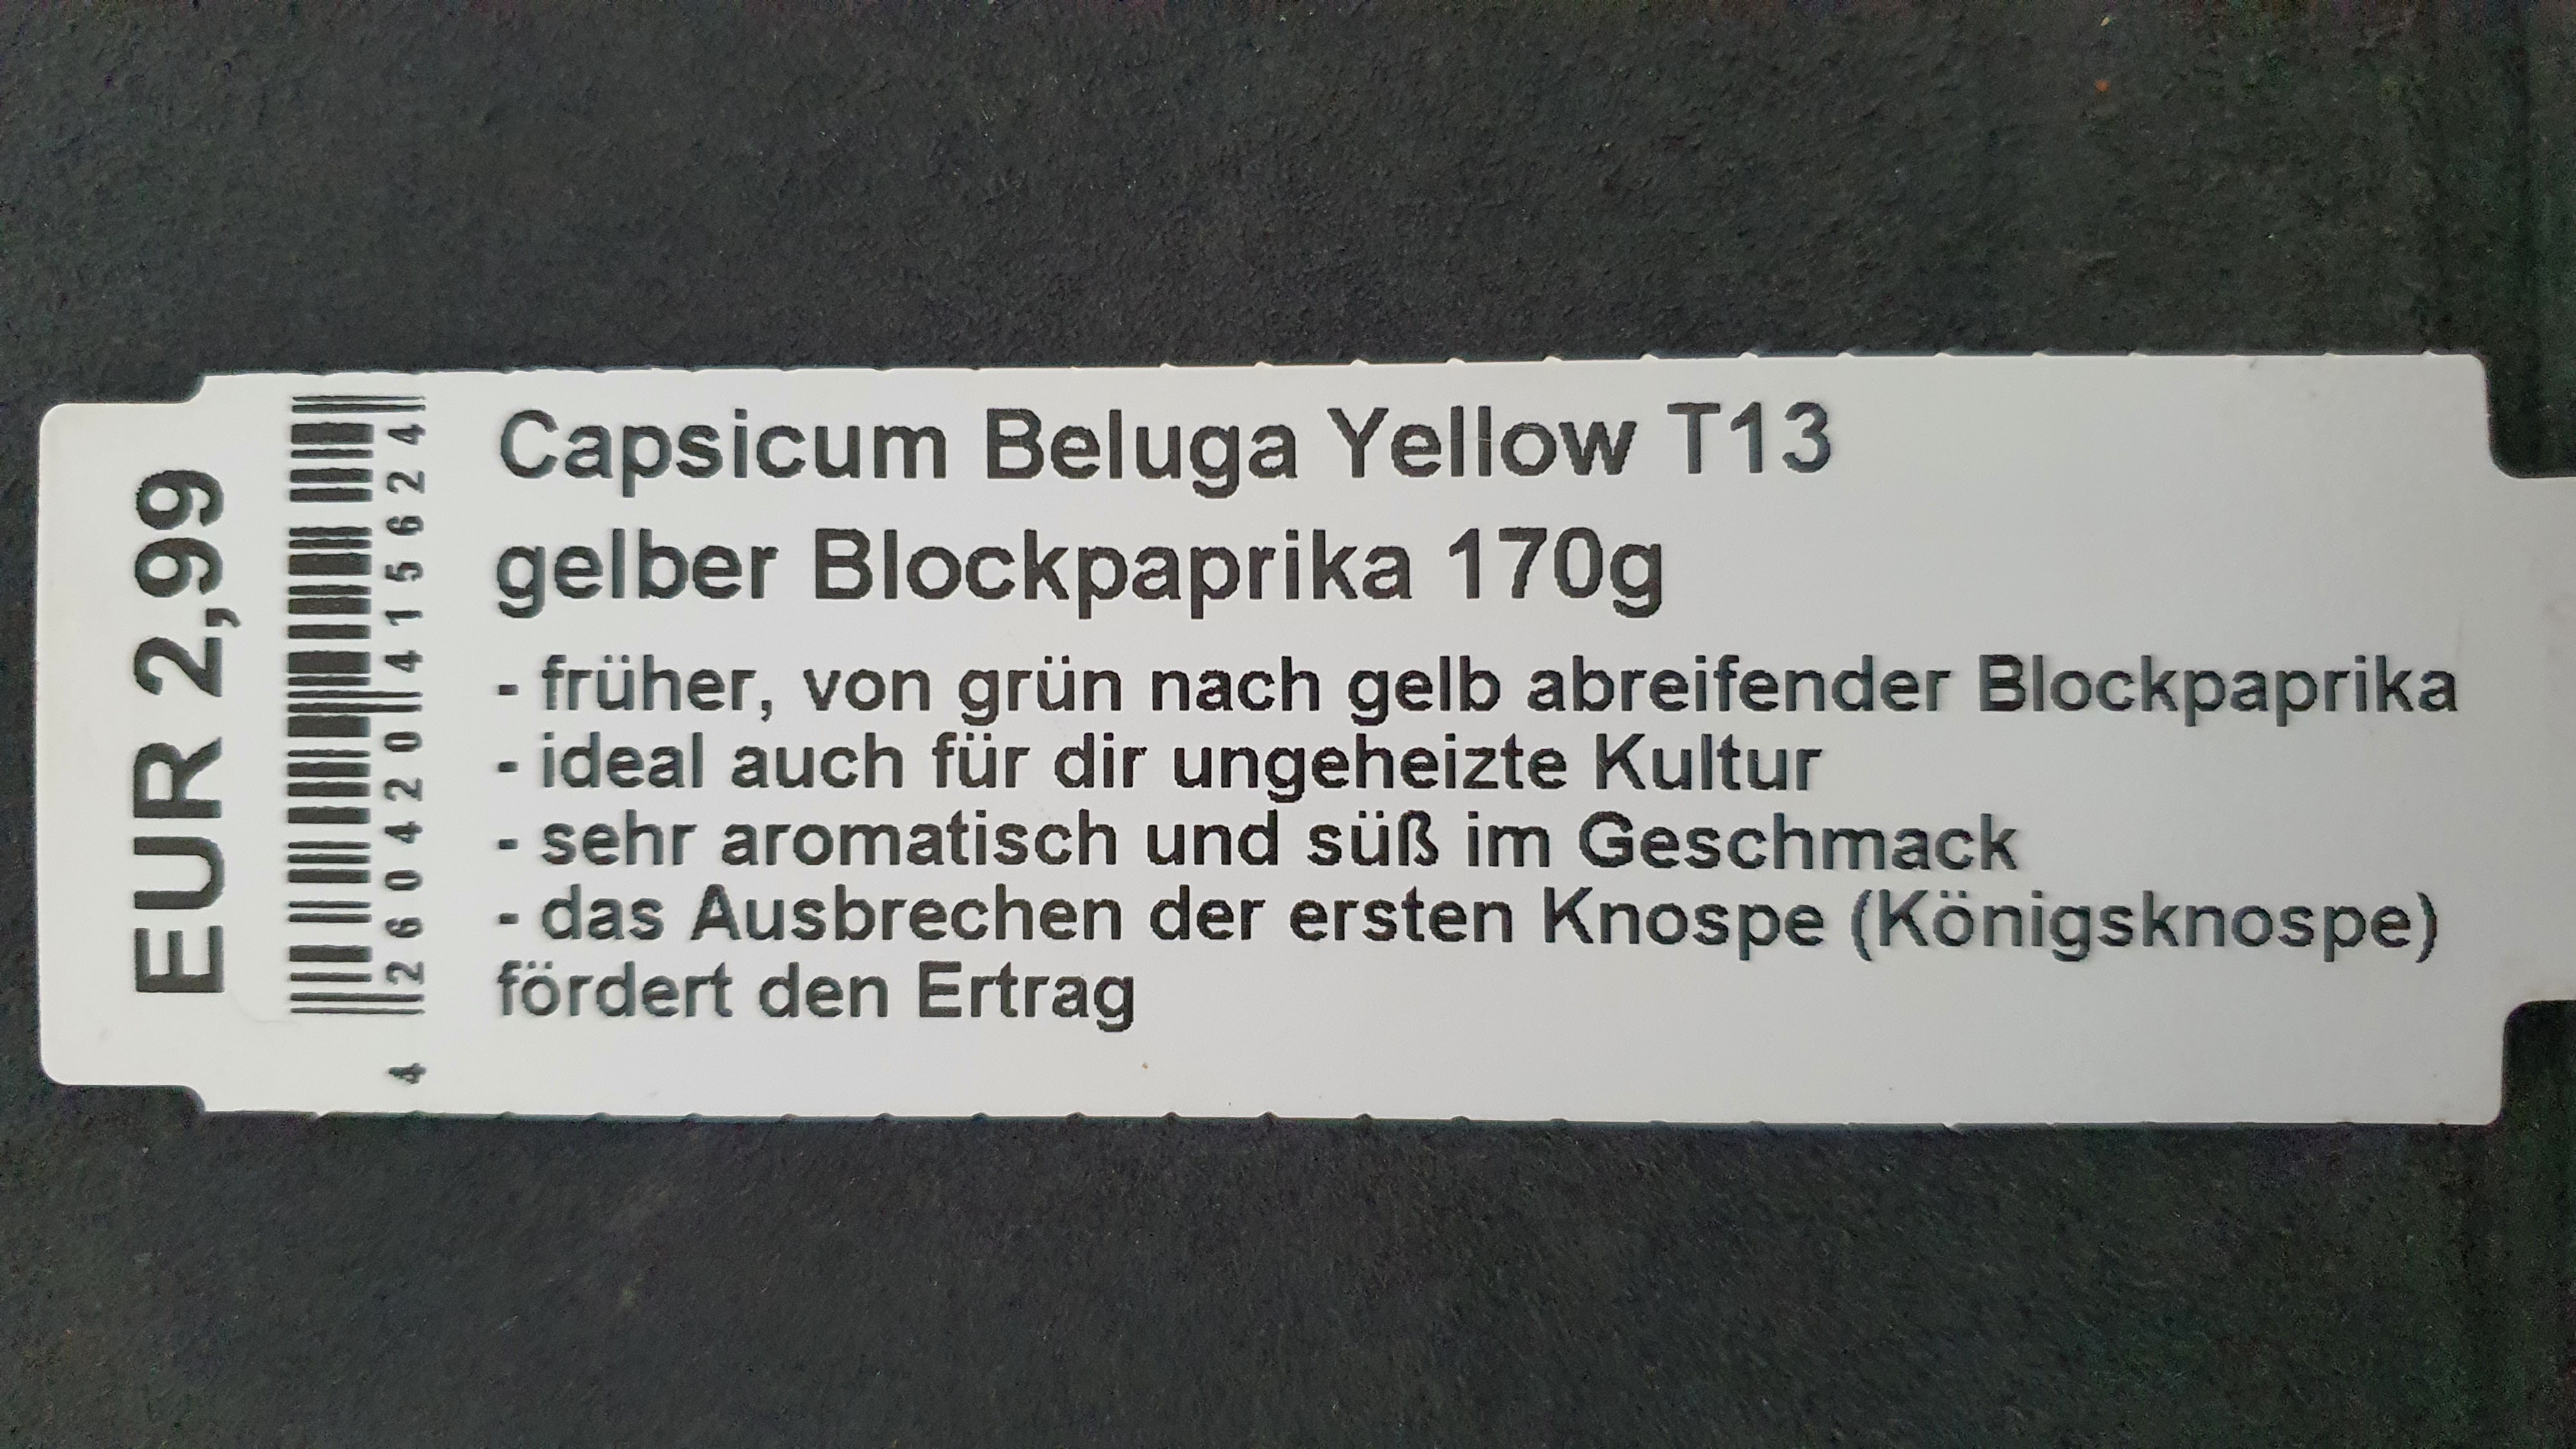 Capsicum Beluga Yellow T13
gelber Blockpaprika 170g
- früher, von grün nach gelb abreifender Blockpaprika
- ideal auch für dir ungeheizte Kultur
- sehr aromatisch und süß im Geschmack
- das Ausbrechen der ersten Knospe (Königsknospe)
fördert den Ertrag
EUR 2,99
4 260420 415624